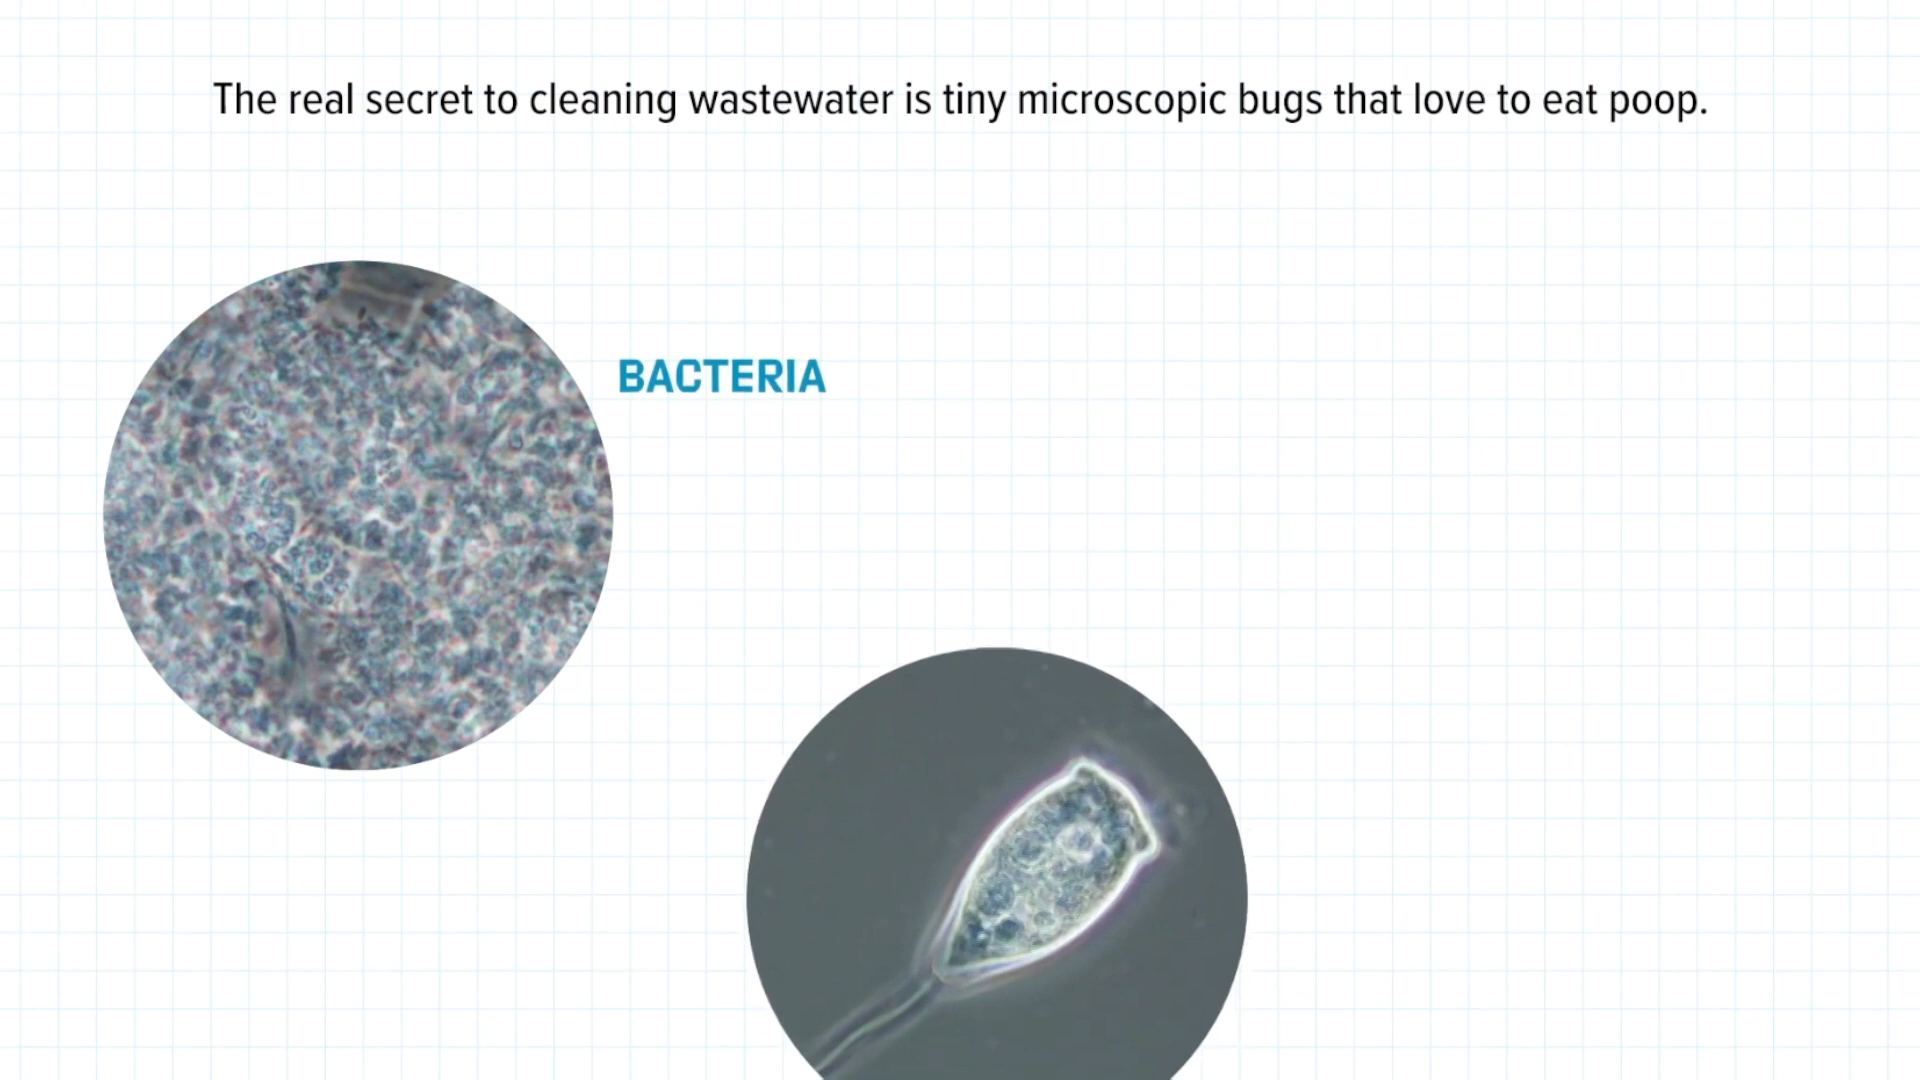 The real secret to cleaning wastewater is tiny microscopic bugs that love to eat poop.
BACTERIA